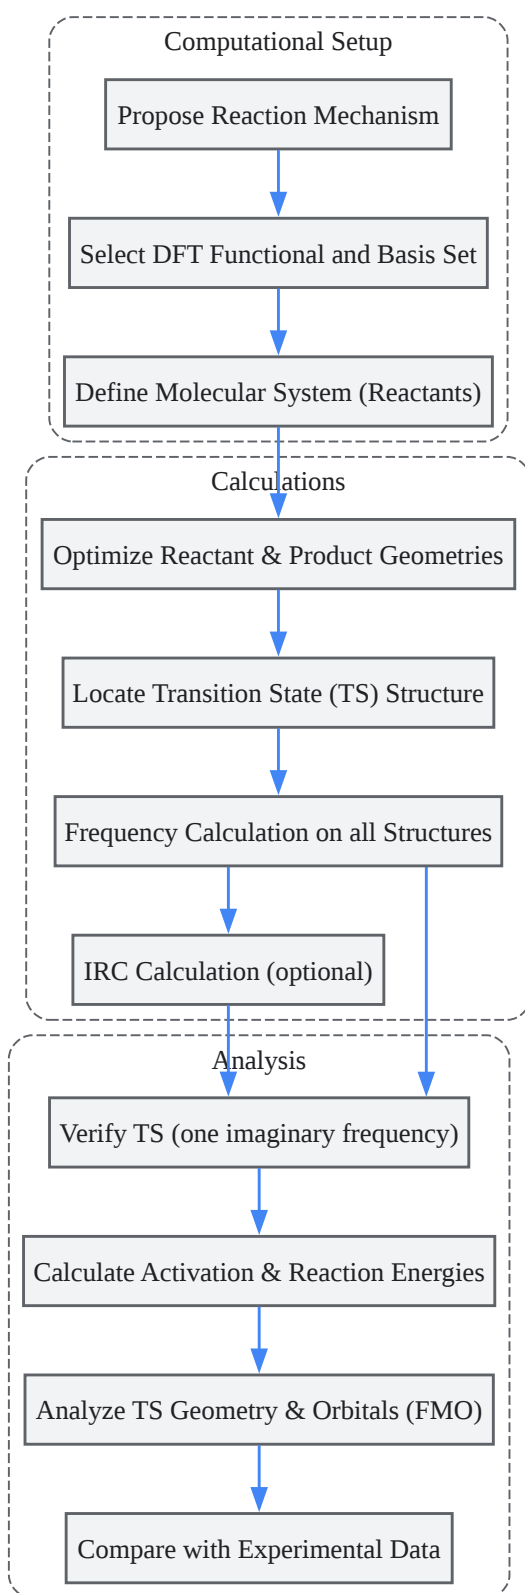 Computational Setup
Propose Reaction Mechanism
Select DFT Functional and Basis Set
Define Molecular System (Reactants)
Calculations
Optimize Reactant & Product Geometries
Locate Transition State (TS) Structure
Frequency Calculation on all Structures
IRC Calculation (optional)
Analysis
Verify TS (one imaginary frequency)
Calculate Activation & Reaction Energies
Analyze TS Geometry & Orbitals (FMO)
Compare with Experimental Data